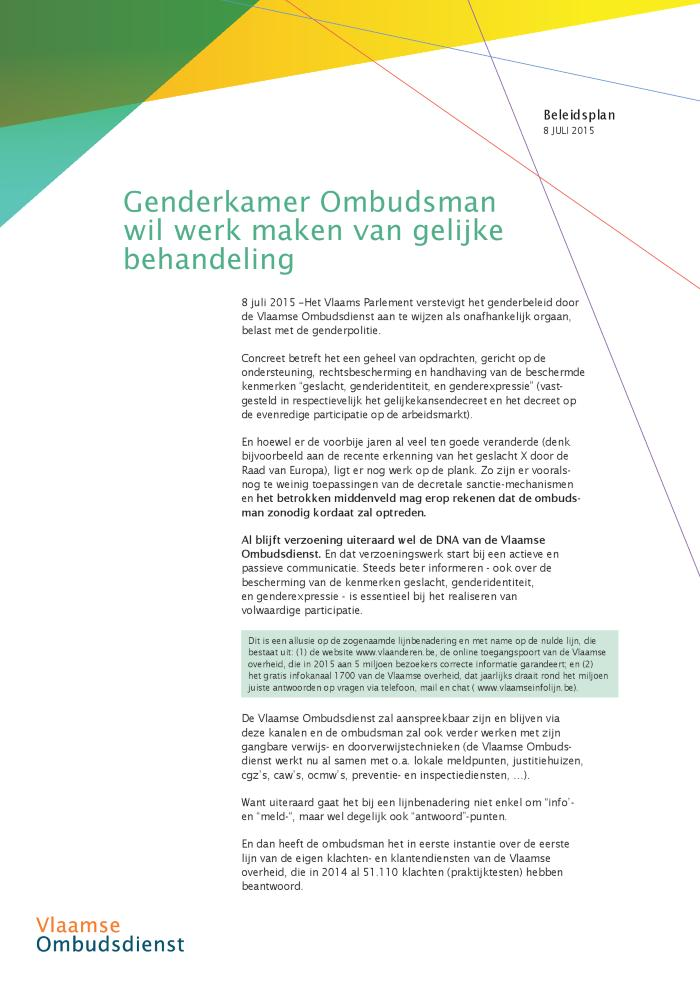 Beleidsplan
8 JULI 2015
Genderkamer Ombudsman
wil werk maken van gelijke
behandeling
8 juli 2015 –Het Vlaams Parlement verstevigt het genderbeleid door
de Vlaamse Ombudsdienst aan te wijzen als onafhankelijk orgaan,
belast met de genderpolitie.
Concreet betreft het een geheel van opdrachten, gericht op de
ondersteuning, rechtsbescherming en handhaving van de beschermde
kenmerken “geslacht, genderidentiteit, en genderexpressie” (vast-
gesteld in respectievelijk het gelijkekansendecreet en het decreet op
de evenredige participatie op de arbeidsmarkt).
En hoewel er de voorbije jaren al veel ten goede veranderde (denk
bijvoorbeeld aan de recente erkenning van het geslacht X door de
Raad van Europa), ligt er nog werk op de plank. Zo zijn er voorals-
nog te weinig toepassingen van de decretale sanctie-mechanismen
en het betrokken middenveld mag erop rekenen dat de ombuds-
man zonodig kordaat zal optreden.
Al blijft verzoening uiteraard wel de DNA van de Vlaamse
Ombudsdienst. En dat verzoeningswerk start bij een actieve en
passieve communicatie. Steeds beter informeren - ook over de
bescherming van de kenmerken geslacht, genderidentiteit,
en genderexpressie - is essentieel bij het realiseren van
volwaardige participatie.
Dit is een allusie op de zogenaamde lijnbenadering en met name op de nulde lijn, die
bestaat uit: (1) de website www.vlaanderen.be, de online toegangspoort van de Vlaamse
overheid, die in 2015 aan 5 miljoen bezoekers correcte informatie garandeert; en (2)
het gratis infokanaal 1700 van de Vlaamse overheid, dat jaarlijks draait rond het miljoen
juiste antwoorden op vragen via telefoon, mail en chat ( www.vlaamseinfolijn.be).
De Vlaamse Ombudsdienst zal aanspreekbaar zijn en blijven via
deze kanalen en de ombudsman zal ook verder werken met zijn
gangbare verwijs- en doorverwijstechnieken (de Vlaamse Ombuds-
dienst werkt nu al samen met o.a. lokale meldpunten, justitiehuizen,
cgz’s, caw’s, ocmw’s, preventie- en inspectiediensten, …).
Want uiteraard gaat het bij een lijnbenadering niet enkel om “info’-
en “meld-“, maar wel degelijk ook “antwoord”-punten.
En dan heeft de ombudsman het in eerste instantie over de eerste
lijn van de eigen klachten- en klantendiensten van de Vlaamse
overheid, die in 2014 al 51.110 klachten (praktijktesten) hebben
beantwoord.
Vlaamse
Ombudsdienst